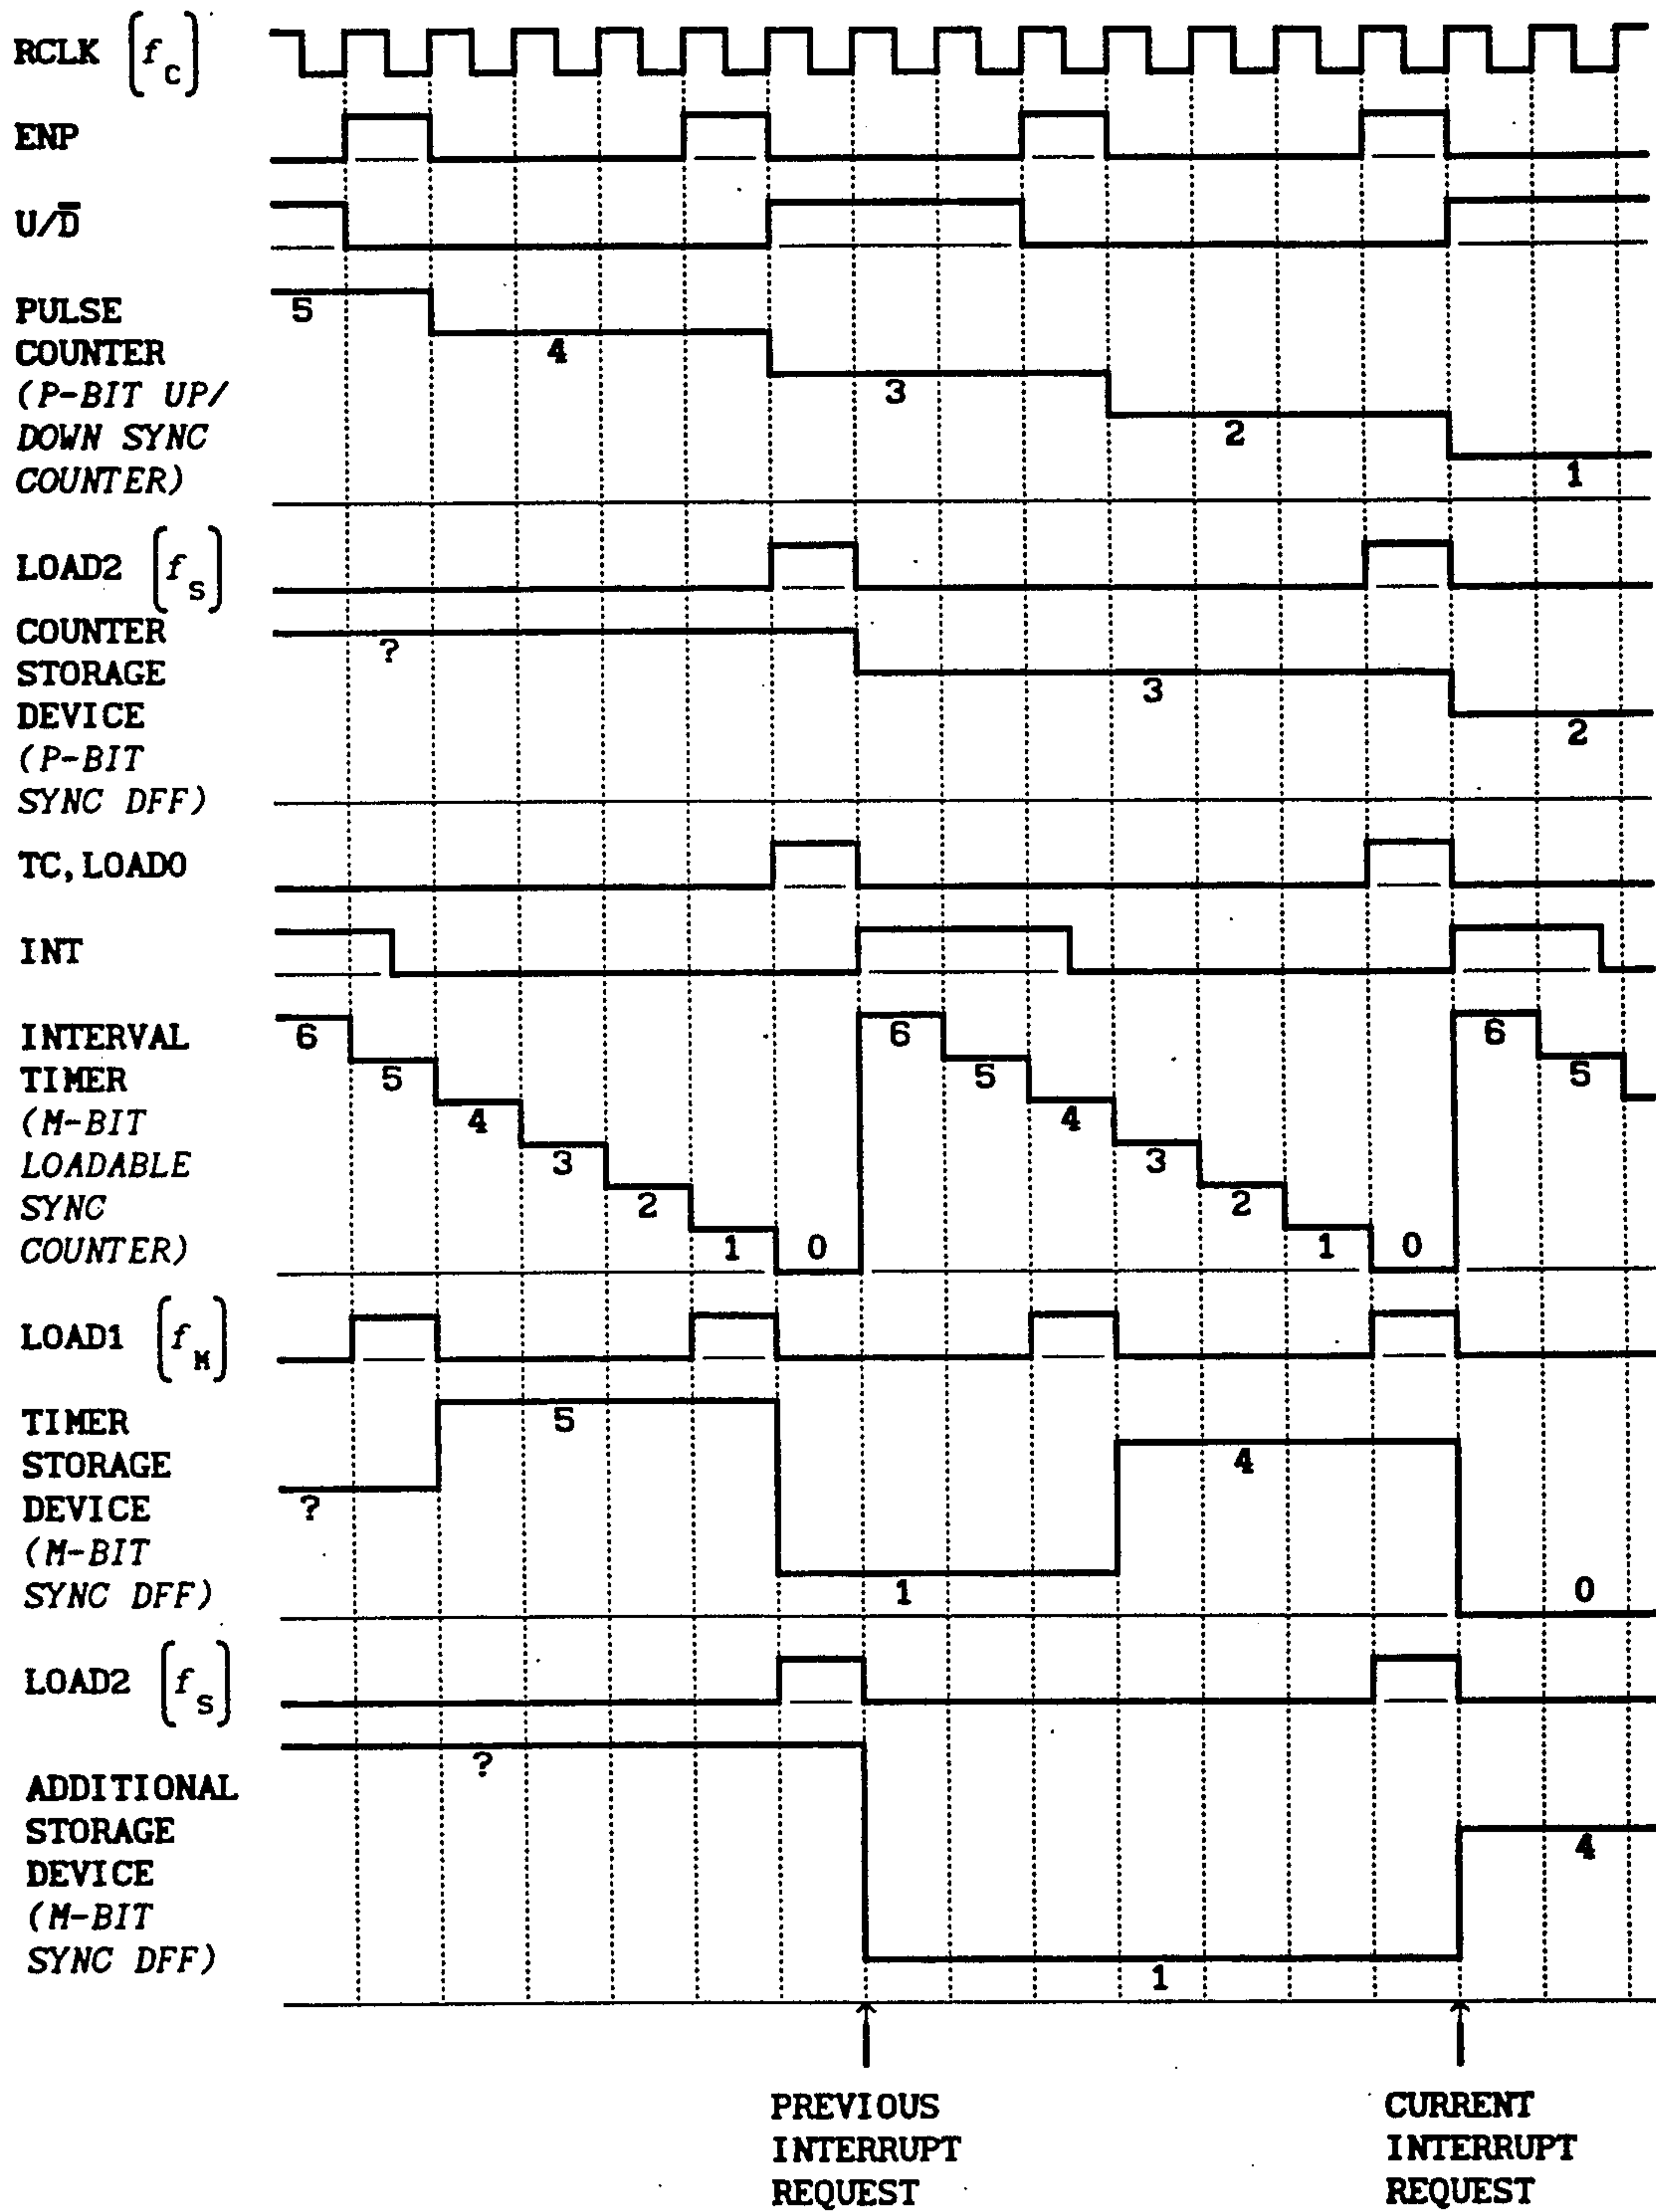 RCLK (fC)
ENP
U/D̅
PULSE
COUNTER
(P-BIT UP/
DOWN SYNC
COUNTER)
5
4
3
2
1
LOAD2 (fS)
COUNTER
STORAGE
DEVICE
(P-BIT
SYNC DFF)
?
3
2
TC, LOAD0
INT
INTERVAL
TIMER
(M-BIT
LOADABLE
SYNC
COUNTER)
6
5
4
3
2
1
0
6
5
4
3
2
1
0
6
5
LOAD1 (fM)
TIMER
STORAGE
DEVICE
(M-BIT
SYNC DFF)
?
5
1
4
0
LOAD2 (fS)
ADDITIONAL
STORAGE
DEVICE
(M-BIT
SYNC DFF)
?
1
4
PREVIOUS
INTERRUPT
REQUEST
CURRENT
INTERRUPT
REQUEST